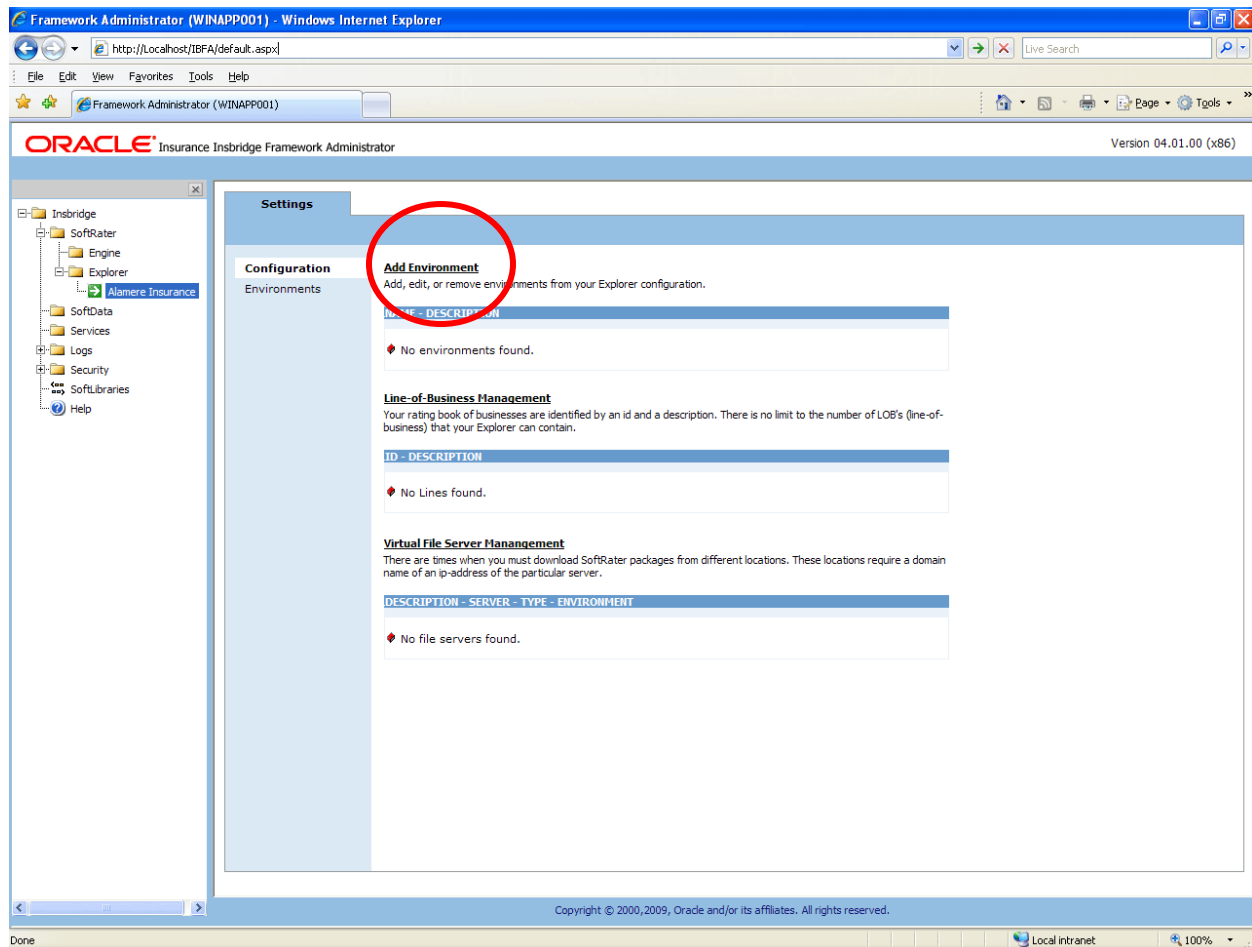 Framework Administrator (WINAPP001) - Windows Internet Explorer
http://Localhost/IBFA/default.aspx
Live Search
File Edit View Favorites Tools Help
Framework Administrator (WINAPP001)
Page Tools
ORACLE Insurance Insbridge Framework Administrator
Version 04.01.00 (x86)
Insbridge
SoftRater
Engine
Explorer
Alamere Insurance
SoftData
Services
Logs
Security
SoftLibraries
Help
Settings
Configuration
Environments
Add Environment
Add, edit, or remove environments from your Explorer configuration.
NAME - DESCRIPTION
No environments found.
Line-of-Business Management
Your rating book of businesses are identified by an id and a description. There is no limit to the number of LOB's (line-of-
business) that your Explorer can contain.
ID - DESCRIPTION
No Lines found.
Virtual File Server Manangement
There are times when you must download SoftRater packages from different locations. These locations require a domain
name of an ip-address of the particular server.
DESCRIPTION - SERVER - TYPE - ENVIRONMENT
No file servers found.
Copyright © 2000,2009, Oracle and/or its affiliates. All rights reserved.
Done
Local intranet
100%